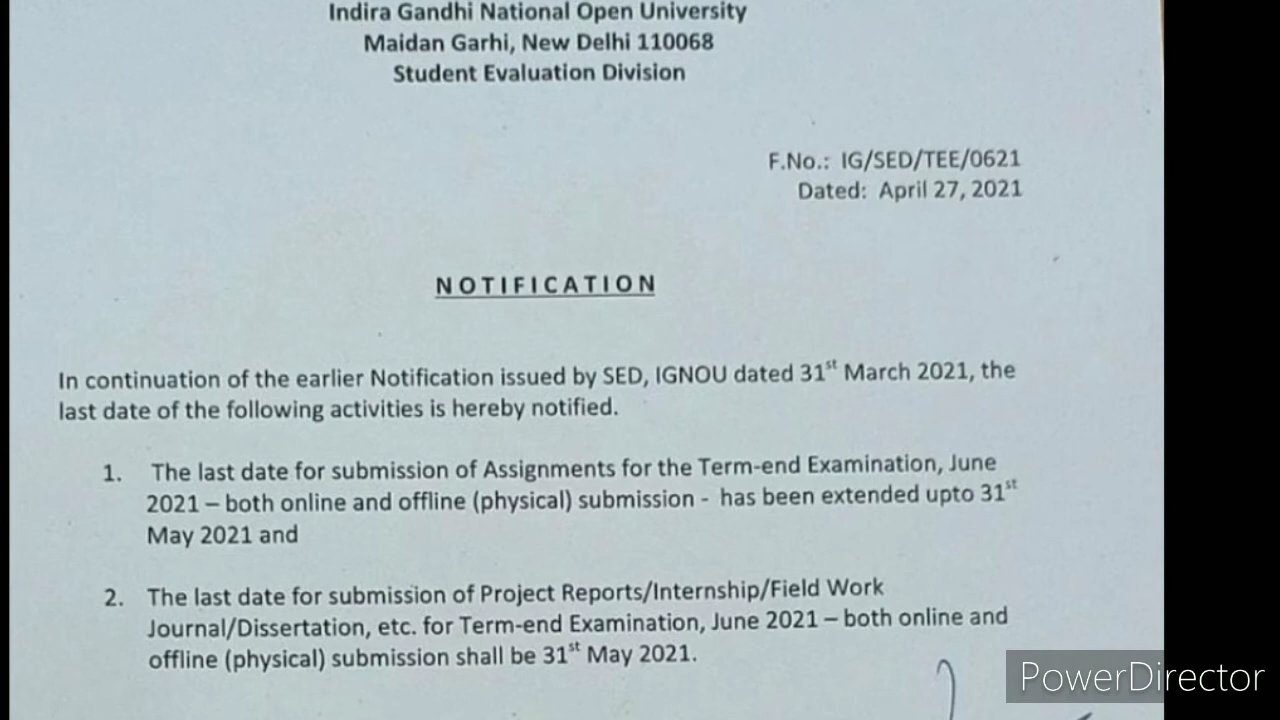 Indira Gandhi National Open University
Maidan Garhi, New Delhi 110068
Student Evaluation Division
F.No.: IG/SED/TEE/0621
Dated: April 27, 2021
NOTIFICATION
In continuation of the earlier Notification issued by SED, IGNOU dated 31st March 2021, the
last date of the following activities is hereby notified.
1. The last date for submission of Assignments for the Term-end Examination, June
2021 – both online and offline (physical) submission - has been extended upto 31st
May 2021 and
2. The last date for submission of Project Reports/Internship/Field Work
Journal/Dissertation, etc. for Term-end Examination, June 2021 – both online and
offline (physical) submission shall be 31st May 2021.
PowerDirector